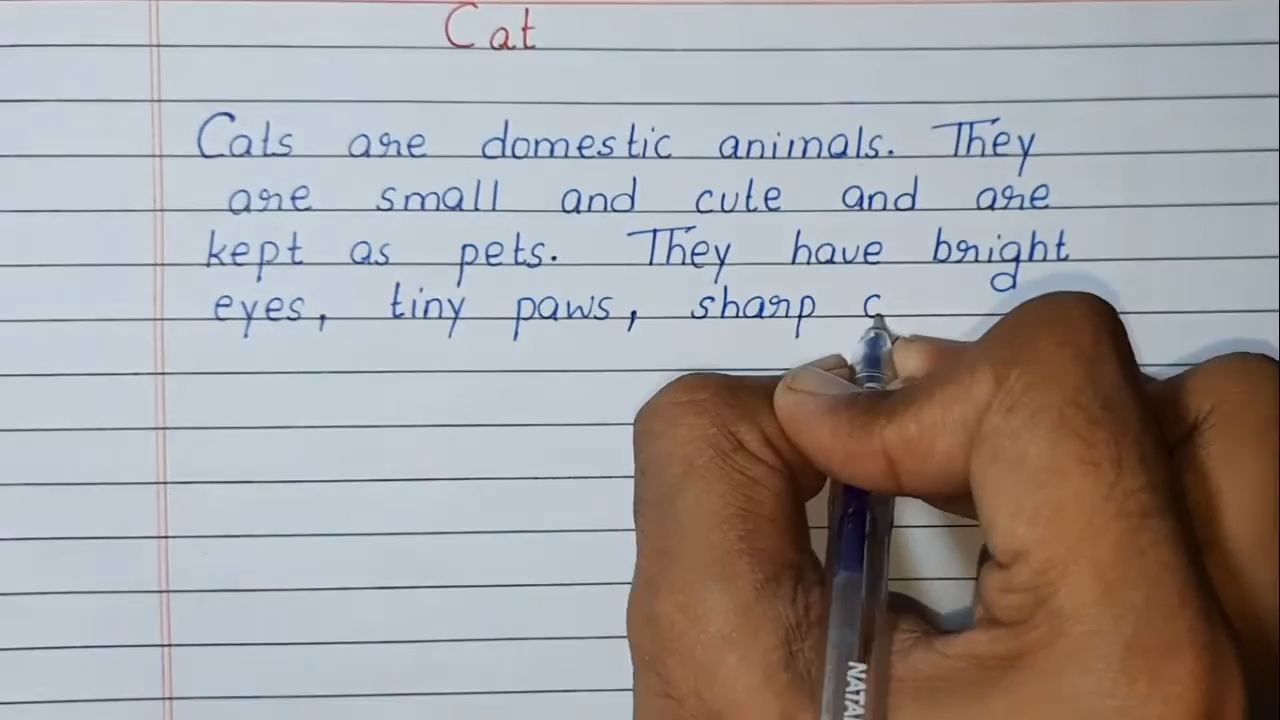 Cat
Cats are domestic animals. They
are small and cute and are
kept as pets. They have bright
eyes, tiny paws, sharp c
NATA